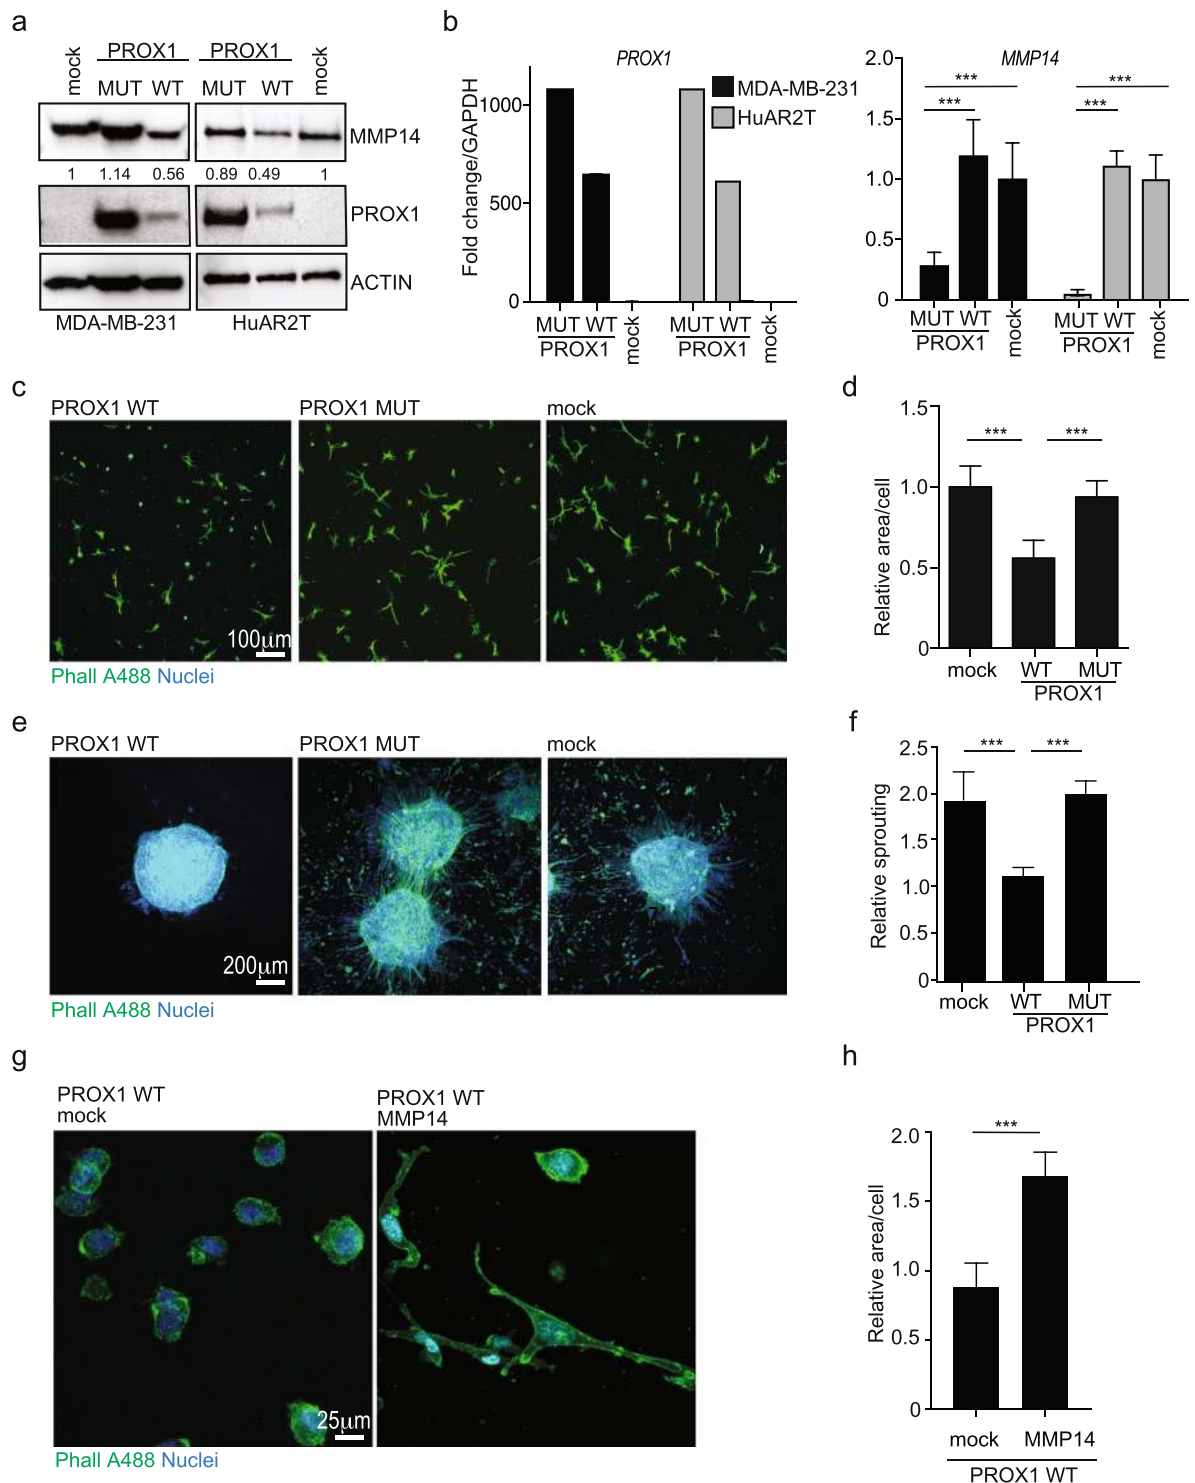 a
mock
PROX1
PROX1
mock
MUT WT
MUT WT
MMP14
1 1.14 0.56 0.89 0.49 1
PROX1
ACTIN
MDA-MB-231
HuAR2T
b
PROX1
Fold change/GAPDH
1000
500
0
MUT WT
PROX1
mock
MUT WT
PROX1
mock
MDA-MB-231
HuAR2T
MMP14
2.0
1.5
1.0
0.5
0
***
***
***
***
MUT WT
PROX1
mock
MUT WT
PROX1
mock
c
PROX1 WT
PROX1 MUT
mock
100μm
Phall A488 Nuclei
d
Relative area/cell
1.5
1.0
0.5
0
***
***
mock
WT
MUT
PROX1
e
PROX1 WT
PROX1 MUT
mock
200μm
Phall A488 Nuclei
f
Relative sprouting
2.5
2.0
1.5
1.0
0.5
0
***
***
mock
WT
MUT
PROX1
g
PROX1 WT
mock
PROX1 WT
MMP14
25μm
Phall A488 Nuclei
h
Relative area/cell
2.0
1.5
1.0
0.5
0
***
mock
MMP14
PROX1 WT